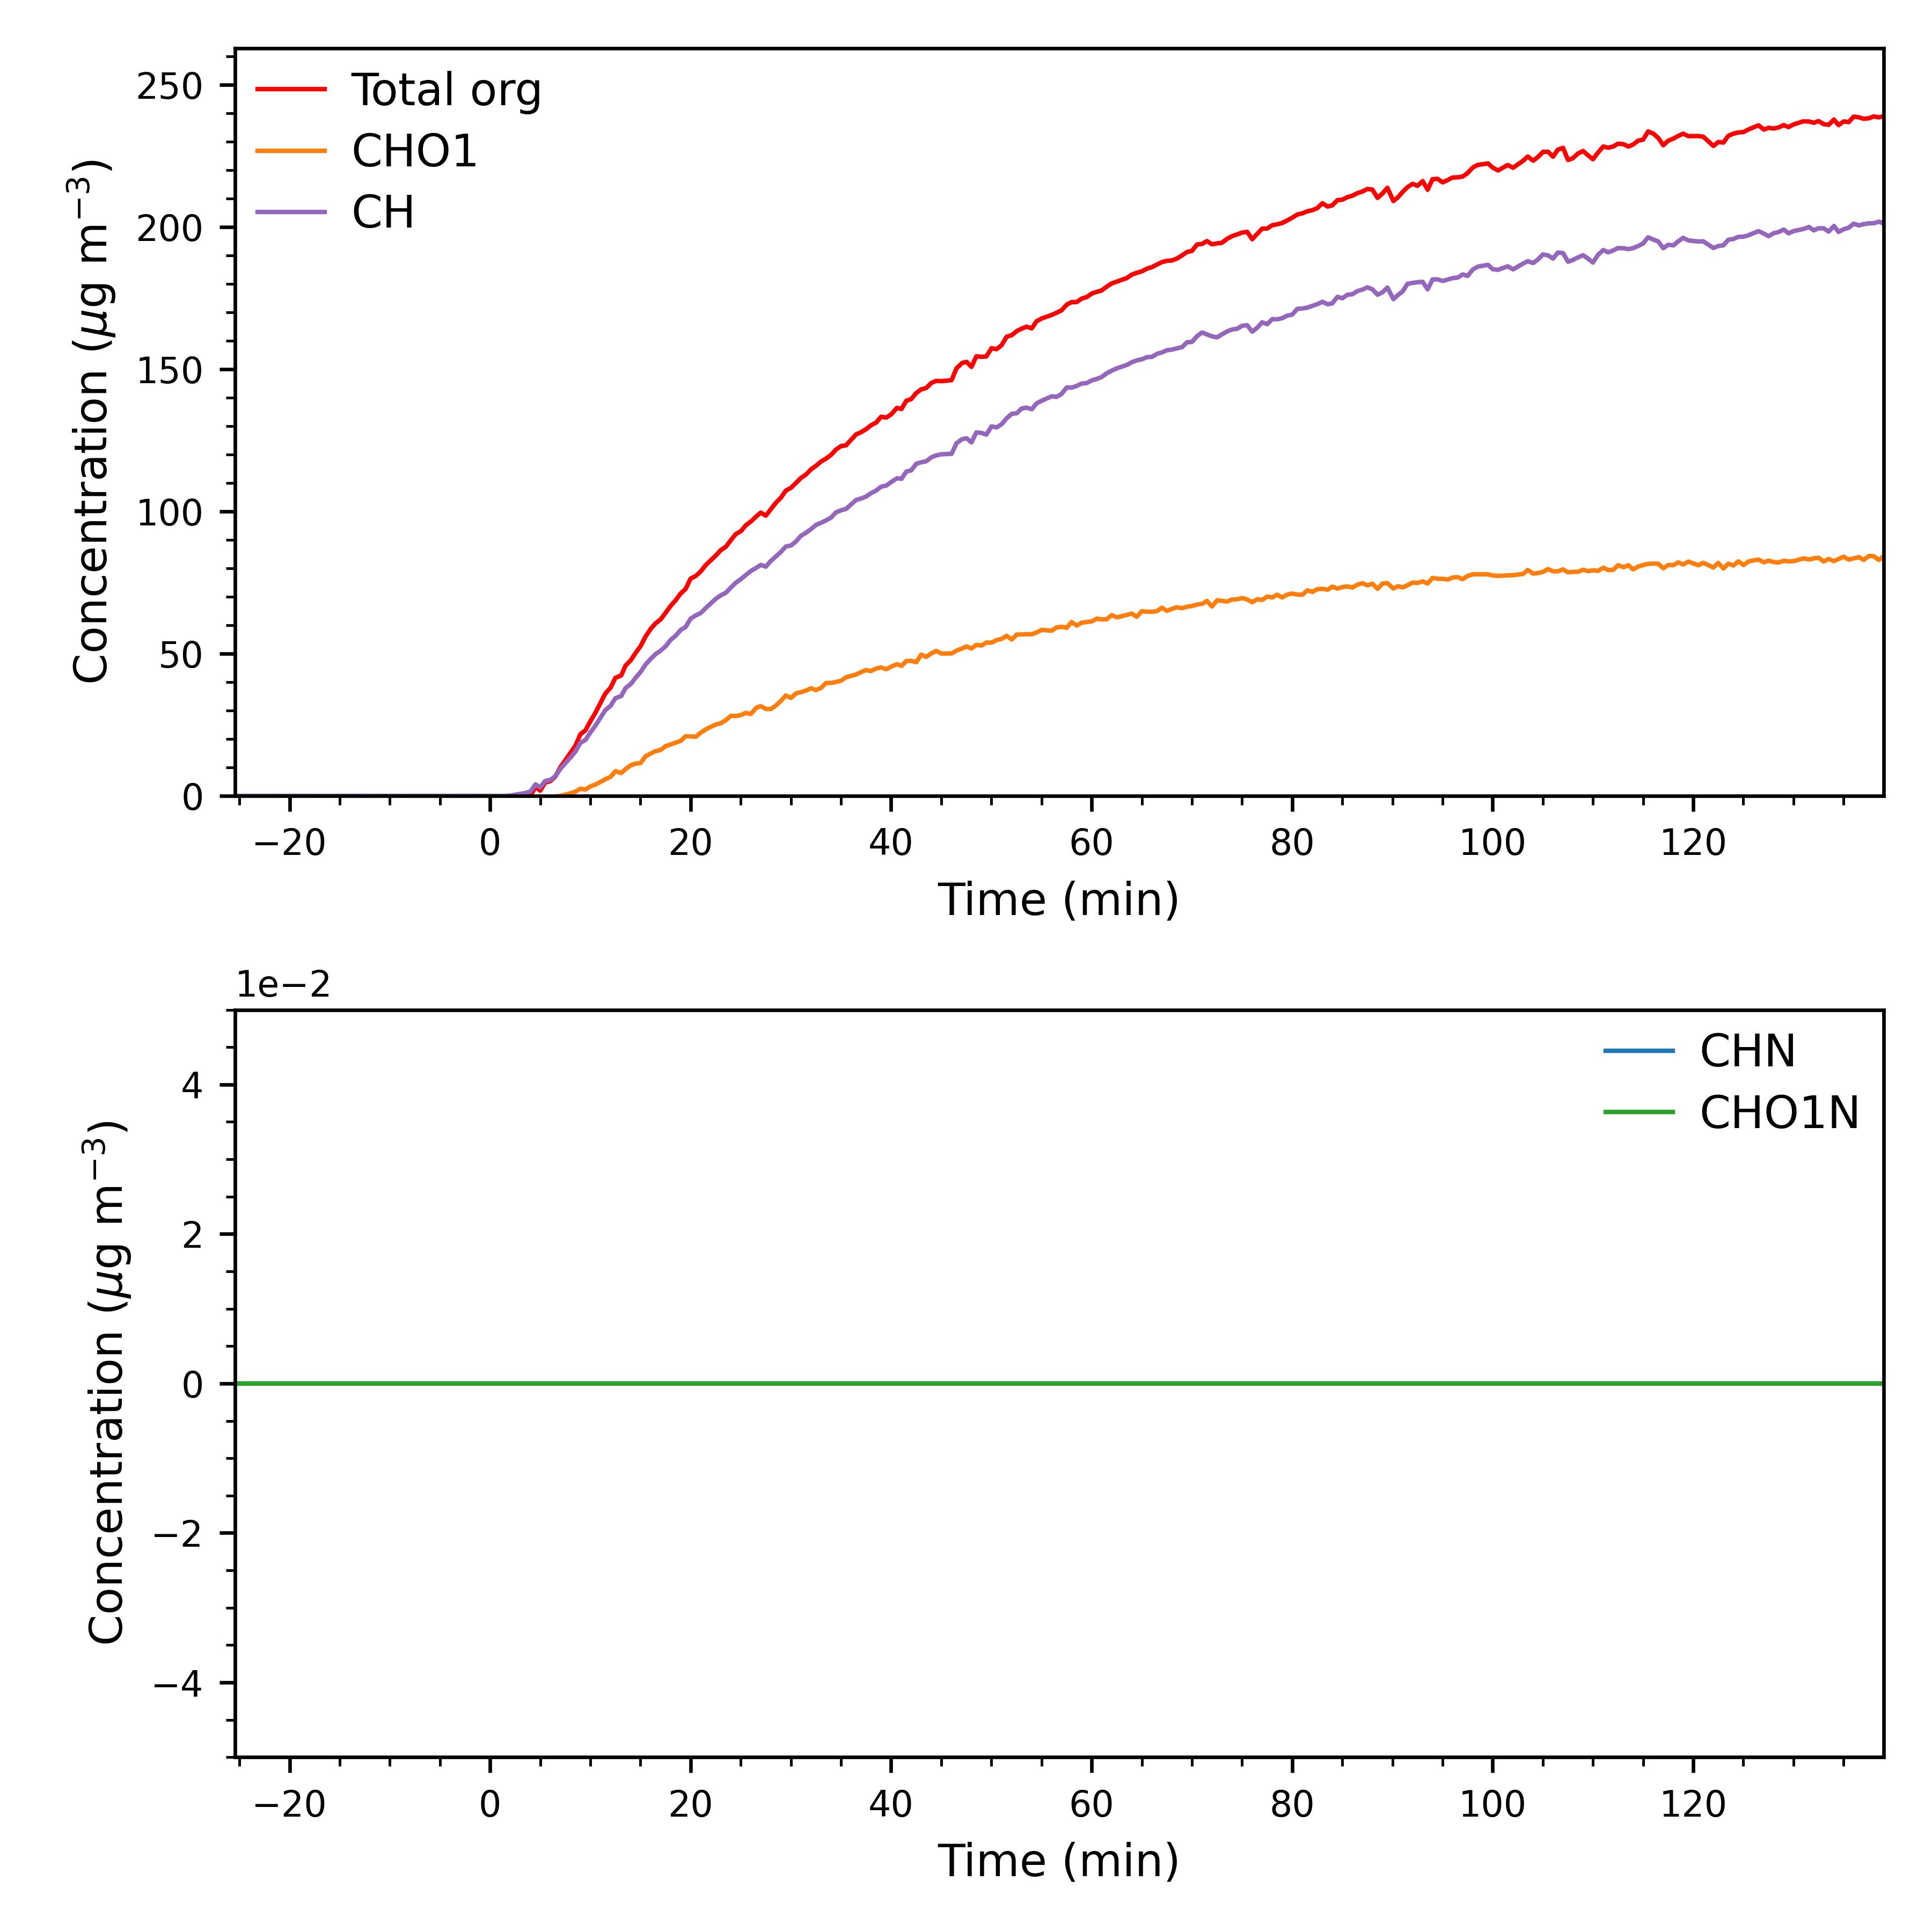 Total org
CHO1
CH
250
200
150
100
50
0
Concentration (μg m⁻³)
−20 0 20 40 60 80 100 120
Time (min)
1e−2
CHN
CHO1N
4
2
0
−2
−4
Concentration (μg m⁻³)
−20 0 20 40 60 80 100 120
Time (min)